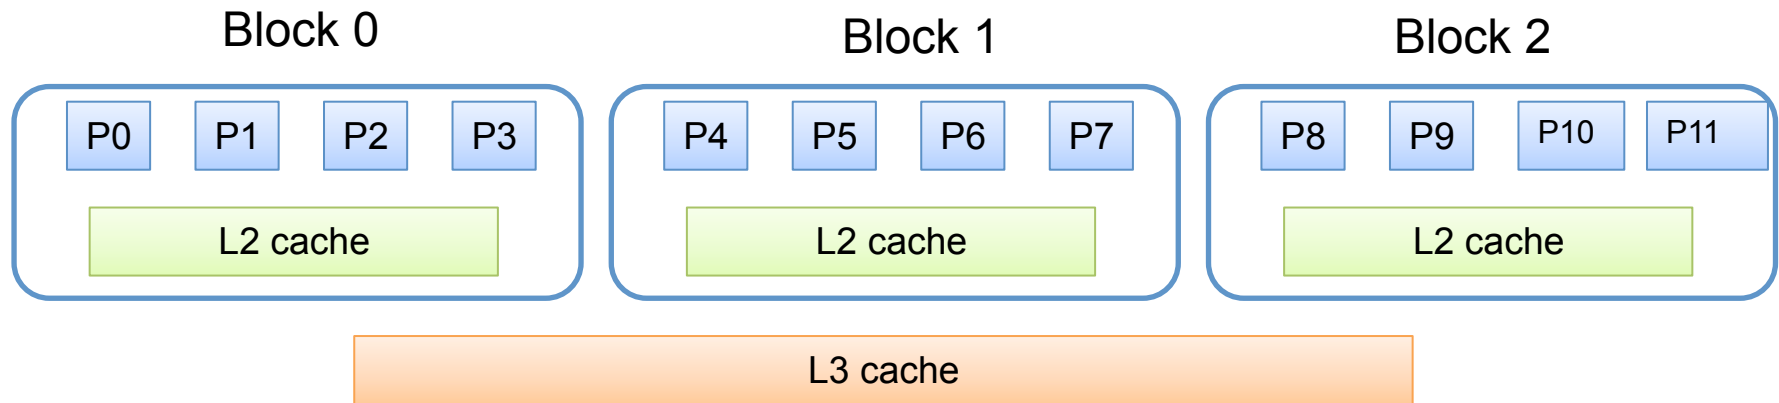 Block 0
Block 1
Block 2
P0 P1 P2 P3
P4 P5 P6 P7
P8 P9 P10 P11
L2 cache
L2 cache
L2 cache
L3 cache